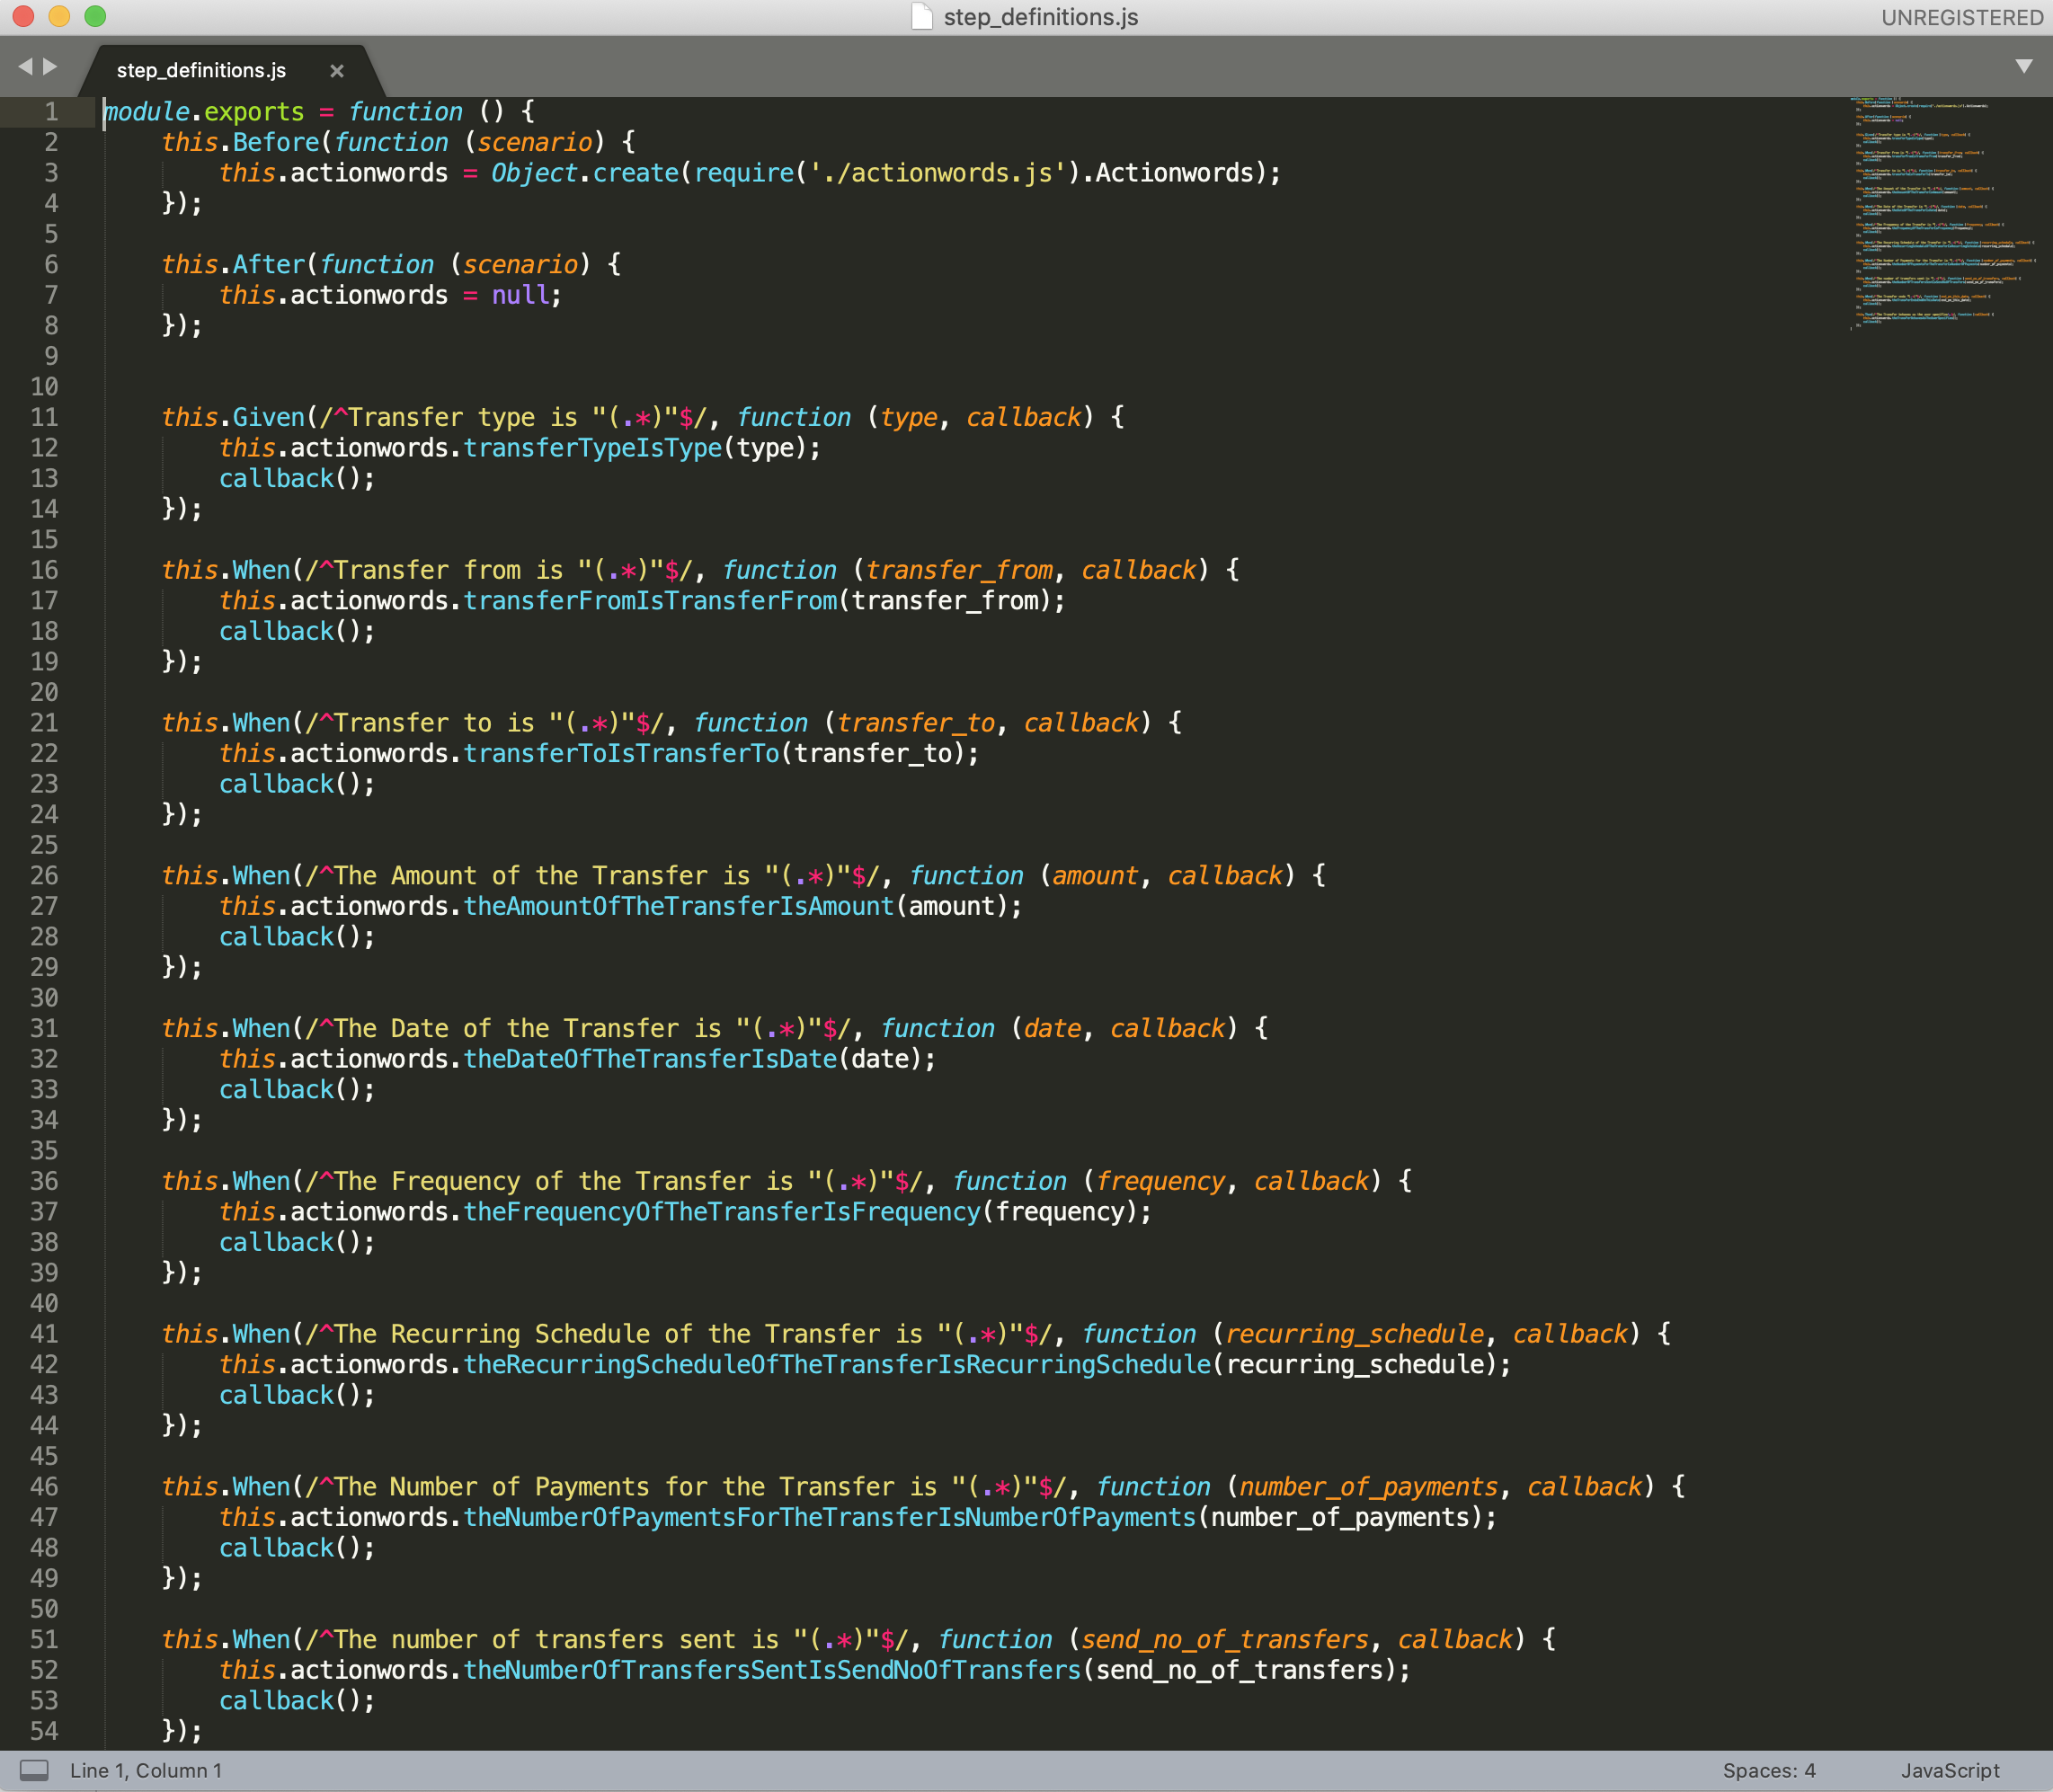 step_definitions.js
UNREGISTERED
step_definitions.js ×
1 module.exports = function () {
2     this.Before(function (scenario) {
3         this.actionwords = Object.create(require('./actionwords.js').Actionwords);
4     });
5
6     this.After(function (scenario) {
7         this.actionwords = null;
8     });
9
10
11     this.Given(/^Transfer type is "(.*)"$/, function (type, callback) {
12         this.actionwords.transferTypeIsType(type);
13         callback();
14     });
15
16     this.When(/^Transfer from is "(.*)"$/, function (transfer_from, callback) {
17         this.actionwords.transferFromIsTransferFrom(transfer_from);
18         callback();
19     });
20
21     this.When(/^Transfer to is "(.*)"$/, function (transfer_to, callback) {
22         this.actionwords.transferToIsTransferTo(transfer_to);
23         callback();
24     });
25
26     this.When(/^The Amount of the Transfer is "(.*)"$/, function (amount, callback) {
27         this.actionwords.theAmountOfTheTransferIsAmount(amount);
28         callback();
29     });
30
31     this.When(/^The Date of the Transfer is "(.*)"$/, function (date, callback) {
32         this.actionwords.theDateOfTheTransferIsDate(date);
33         callback();
34     });
35
36     this.When(/^The Frequency of the Transfer is "(.*)"$/, function (frequency, callback) {
37         this.actionwords.theFrequencyOfTheTransferIsFrequency(frequency);
38         callback();
39     });
40
41     this.When(/^The Recurring Schedule of the Transfer is "(.*)"$/, function (recurring_schedule, callback) {
42         this.actionwords.theRecurringScheduleOfTheTransferIsRecurringSchedule(recurring_schedule);
43         callback();
44     });
45
46     this.When(/^The Number of Payments for the Transfer is "(.*)"$/, function (number_of_payments, callback) {
47         this.actionwords.theNumberOfPaymentsForTheTransferIsNumberOfPayments(number_of_payments);
48         callback();
49     });
50
51     this.When(/^The number of transfers sent is "(.*)"$/, function (send_no_of_transfers, callback) {
52         this.actionwords.theNumberOfTransfersSentIsSendNoOfTransfers(send_no_of_transfers);
53         callback();
54     });
Line 1, Column 1
Spaces: 4
JavaScript